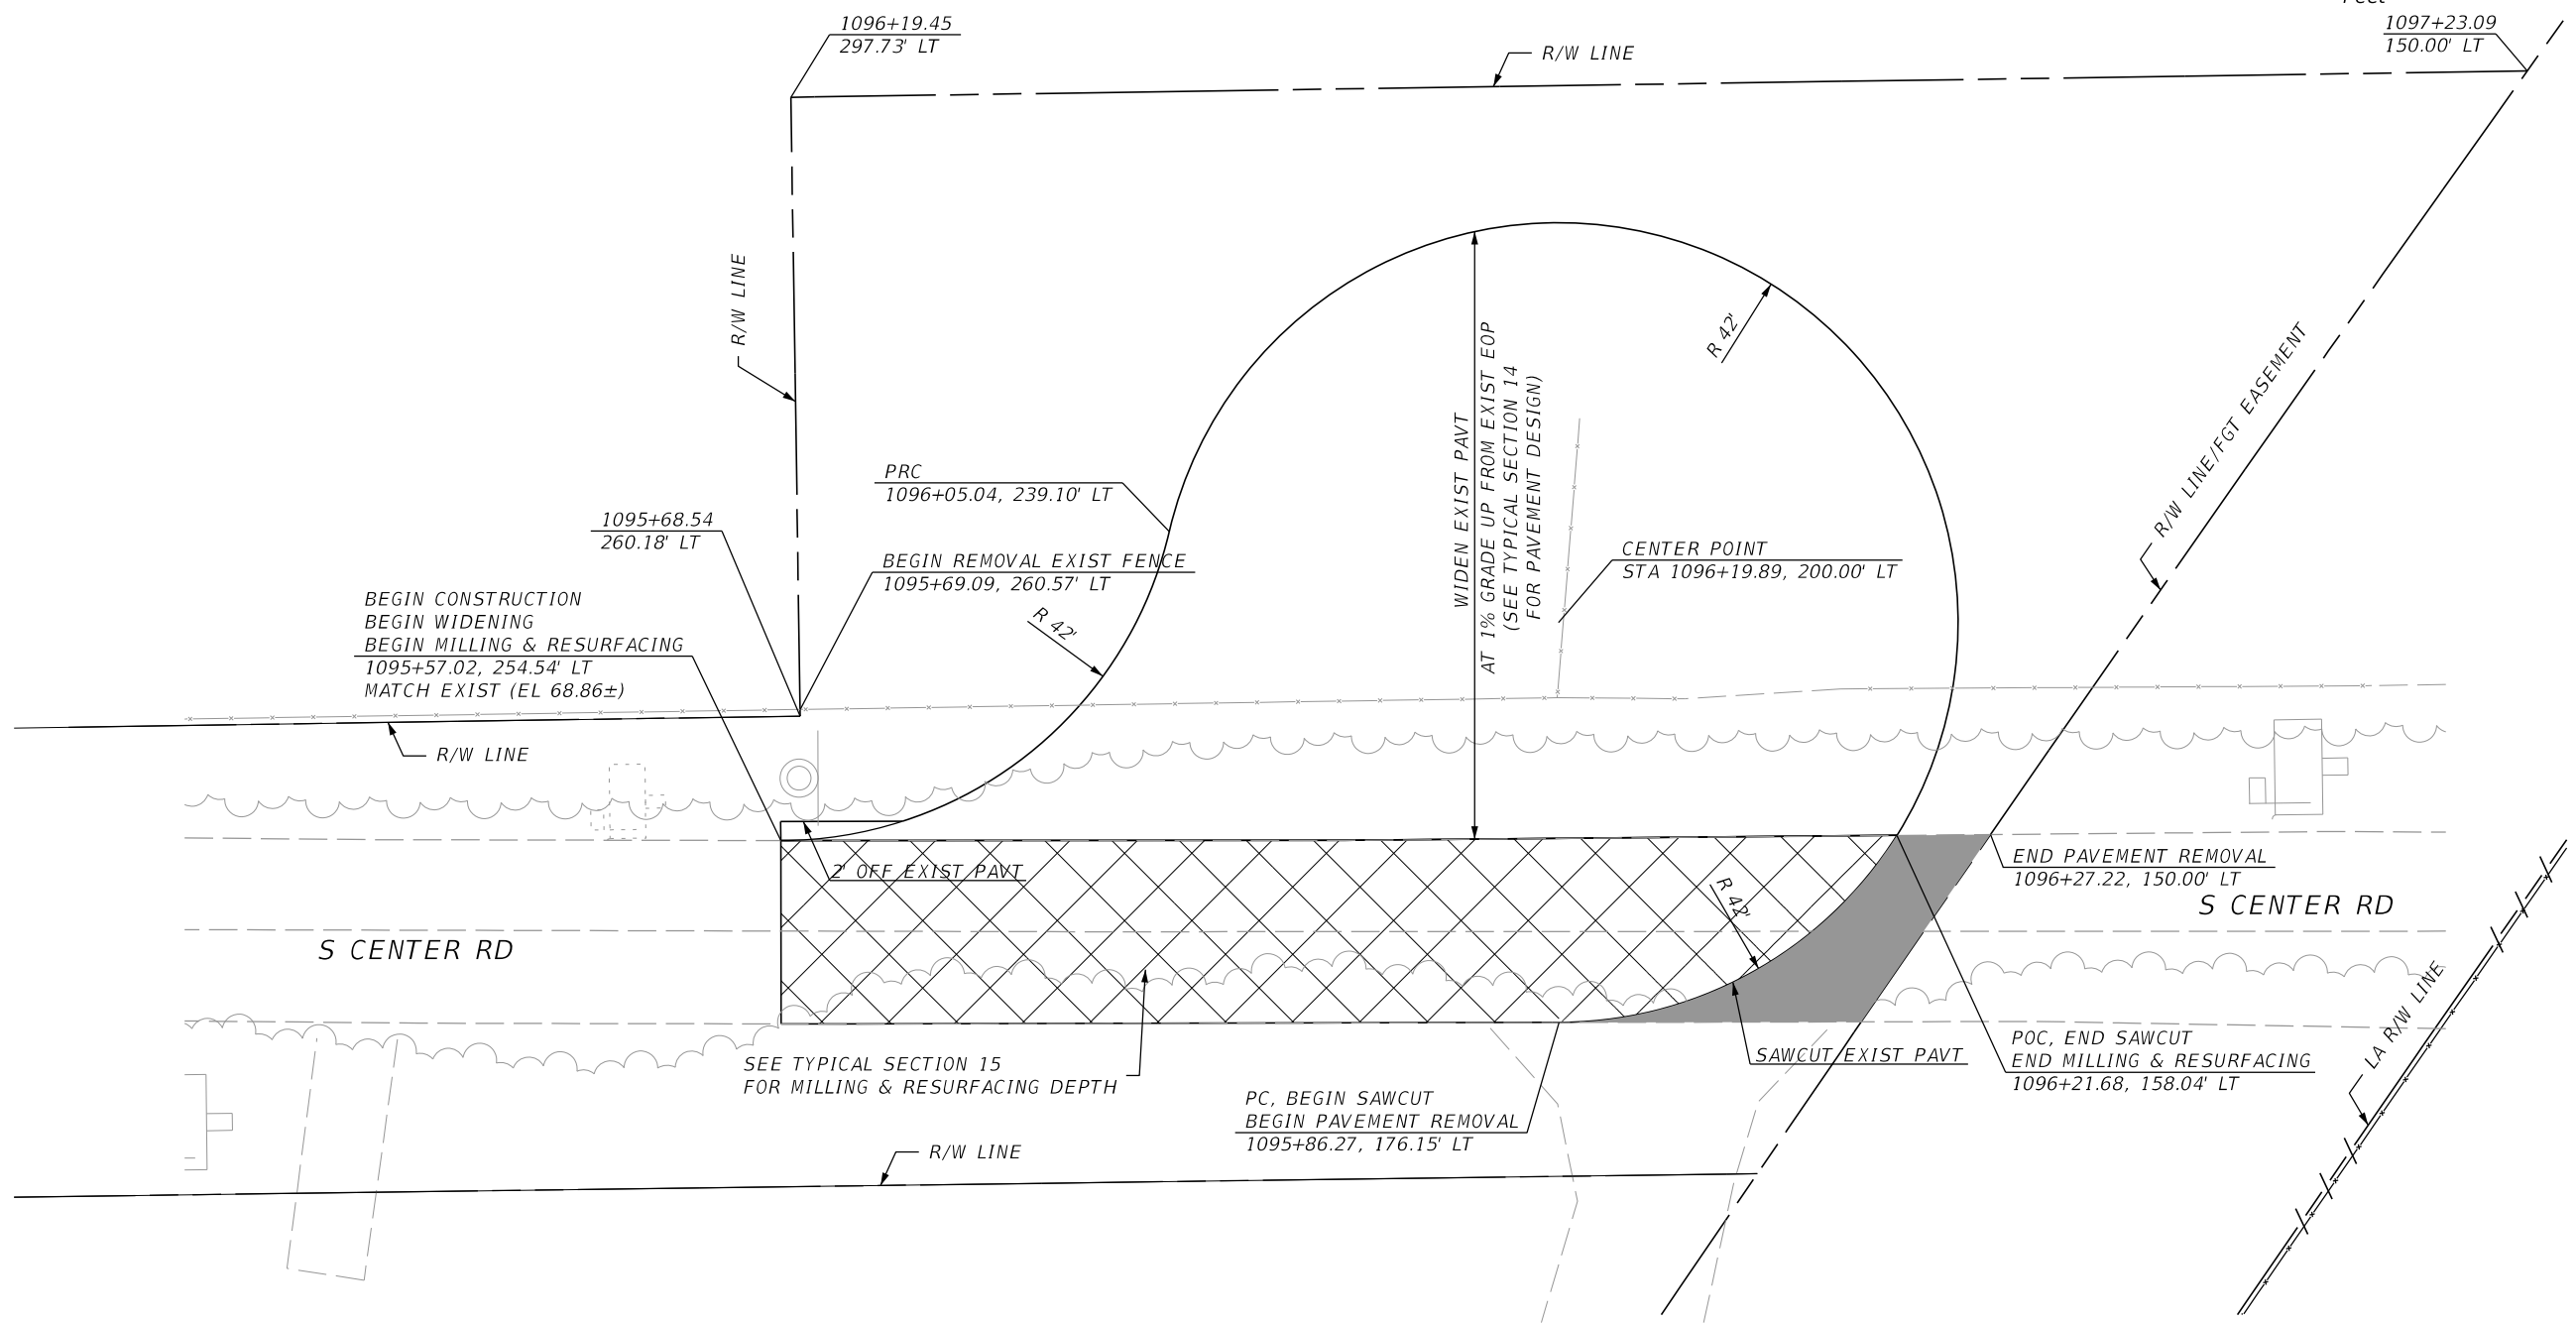 Feet
1096+19.45
297.73' LT
R/W LINE
1097+23.09
150.00' LT
R/W LINE
R 42'
WIDEN EXIST PAVT
AT 1% GRADE UP FROM EXIST EOP
(SEE TYPICAL SECTION 14
FOR PAVEMENT DESIGN)
R/W LINE/FGT EASEMENT
PRC
1096+05.04, 239.10' LT
1095+68.54
260.18' LT
BEGIN REMOVAL EXIST FENCE
1095+69.09, 260.57' LT
CENTER POINT
STA 1096+19.89, 200.00' LT
BEGIN CONSTRUCTION
BEGIN WIDENING
BEGIN MILLING & RESURFACING
1095+57.02, 254.54' LT
MATCH EXIST (EL 68.86±)
R 42'
R/W LINE
2' OFF EXIST PAVT
R 42'
END PAVEMENT REMOVAL
1096+27.22, 150.00' LT
S CENTER RD
S CENTER RD
LA R/W LINE
SEE TYPICAL SECTION 15
FOR MILLING & RESURFACING DEPTH
SAWCUT EXIST PAVT
POC, END SAWCUT
END MILLING & RESURFACING
1096+21.68, 158.04' LT
PC, BEGIN SAWCUT
BEGIN PAVEMENT REMOVAL
1095+86.27, 176.15' LT
R/W LINE